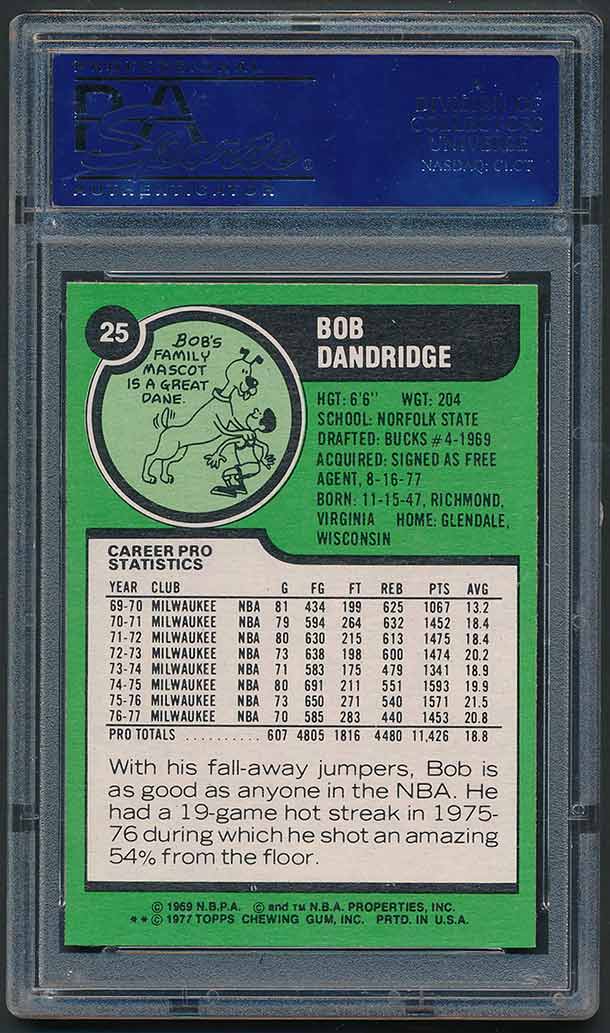 PROFESSIONAL
PSA
Sports®
AUTHENTICATOR
A
DIVISION OF
COLLECTORS
UNIVERSE
NASDAQ: CLCT
25
BOB
DANDRIDGE
BOB'S
FAMILY
MASCOT
IS A GREAT
DANE.
HGT: 6'6" WGT: 204
SCHOOL: NORFOLK STATE
DRAFTED: BUCKS #4-1969
ACQUIRED: SIGNED AS FREE
AGENT, 8-16-77
BORN: 11-15-47, RICHMOND,
VIRGINIA HOME: GLENDALE,
WISCONSIN
CAREER PRO
STATISTICS
YEAR CLUB G FG FT REB PTS AVG
69-70 MILWAUKEE NBA 81 434 199 625 1067 13.2
70-71 MILWAUKEE NBA 79 594 264 632 1452 18.4
71-72 MILWAUKEE NBA 80 630 215 613 1475 18.4
72-73 MILWAUKEE NBA 73 638 198 600 1474 20.2
73-74 MILWAUKEE NBA 71 583 175 479 1341 18.9
74-75 MILWAUKEE NBA 80 691 211 551 1593 19.9
75-76 MILWAUKEE NBA 73 650 271 540 1571 21.5
76-77 MILWAUKEE NBA 70 585 283 440 1453 20.8
PRO TOTALS .......... 607 4805 1816 4480 11,426 18.8
With his fall-away jumpers, Bob is
as good as anyone in the NBA. He
had a 19-game hot streak in 1975-
76 during which he shot an amazing
54% from the floor.
© 1969 N.B.P.A. © and TM N.B.A. PROPERTIES, INC.
** © 1977 TOPPS CHEWING GUM, INC. PRTD. IN U.S.A.